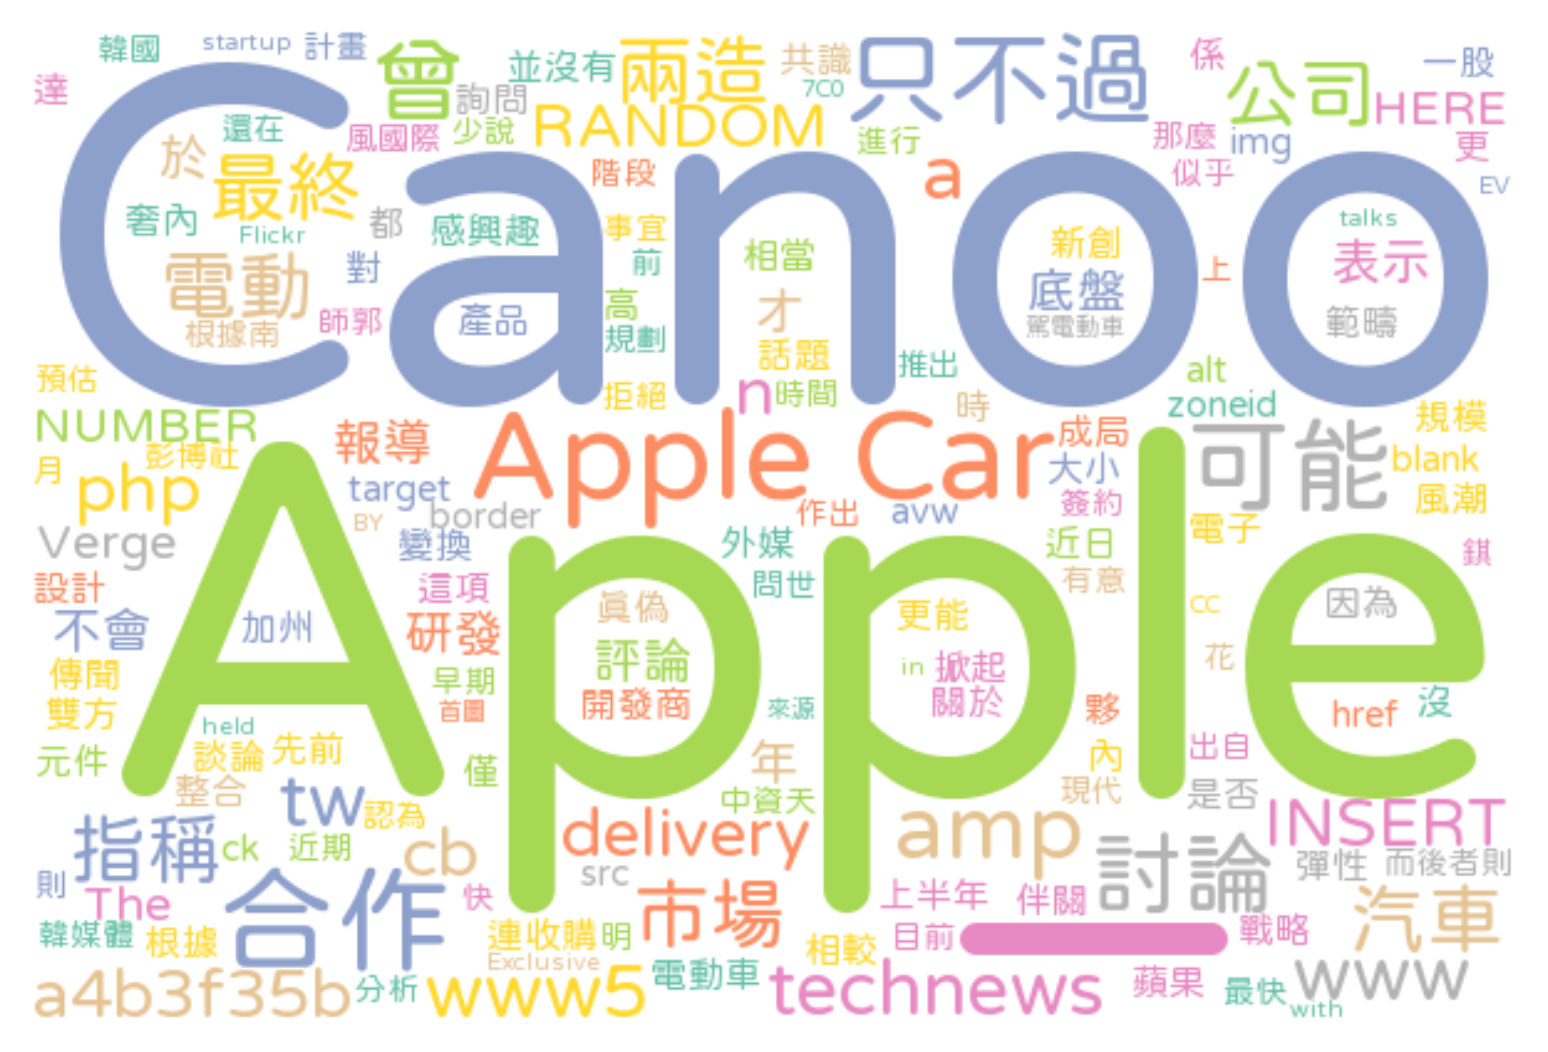 韓國 startup 計畫 曾 並沒有 兩造 共識 只不過 係 公司 一股
達 詢問 7C0 HERE
還在 風國際 少說 RANDOM 進行 那麼 img 更
於 最終 階段 a 似乎 EV
Canoo
奢內 Flickr 都 感興趣 事宜 相當 新創 talks
電動 對 前 底盤 上 表示
根據南 師郭 產品 高 才 駕電動車 範疇
規劃 話題
預估 拒絕 n 時間 推出 時 alt zoneid
NUMBER 報導 Apple Car 成局 可能 規模
月 彭博社 大小 blank
php target 簽約 風潮
BY border 作出 avw 電子
Verge 變換 外媒 近日 錤
Apple
設計 這項 問世 有意
不會 加州 研發 眞偽 更能 CC 因為
傳聞 早期 評論 in 掀起 花
雙方 首圖 開發商 來源 關於 夥 href 沒
held
元件 談論 先前 僅 年 內 出自
整合 tw 認為 中資天 現代 是否
指稱 ck 近期 cb delivery amp 討論 INSERT
則 src 彈性 而後者則
The 合作 快 市場 上半年 伴關 汽車
韓媒體 根據 連收購 明 相較 目前 戰略
Exclusive
a4b3f35b 分析 www5 電動車 technews 蘋果 最快 www
with